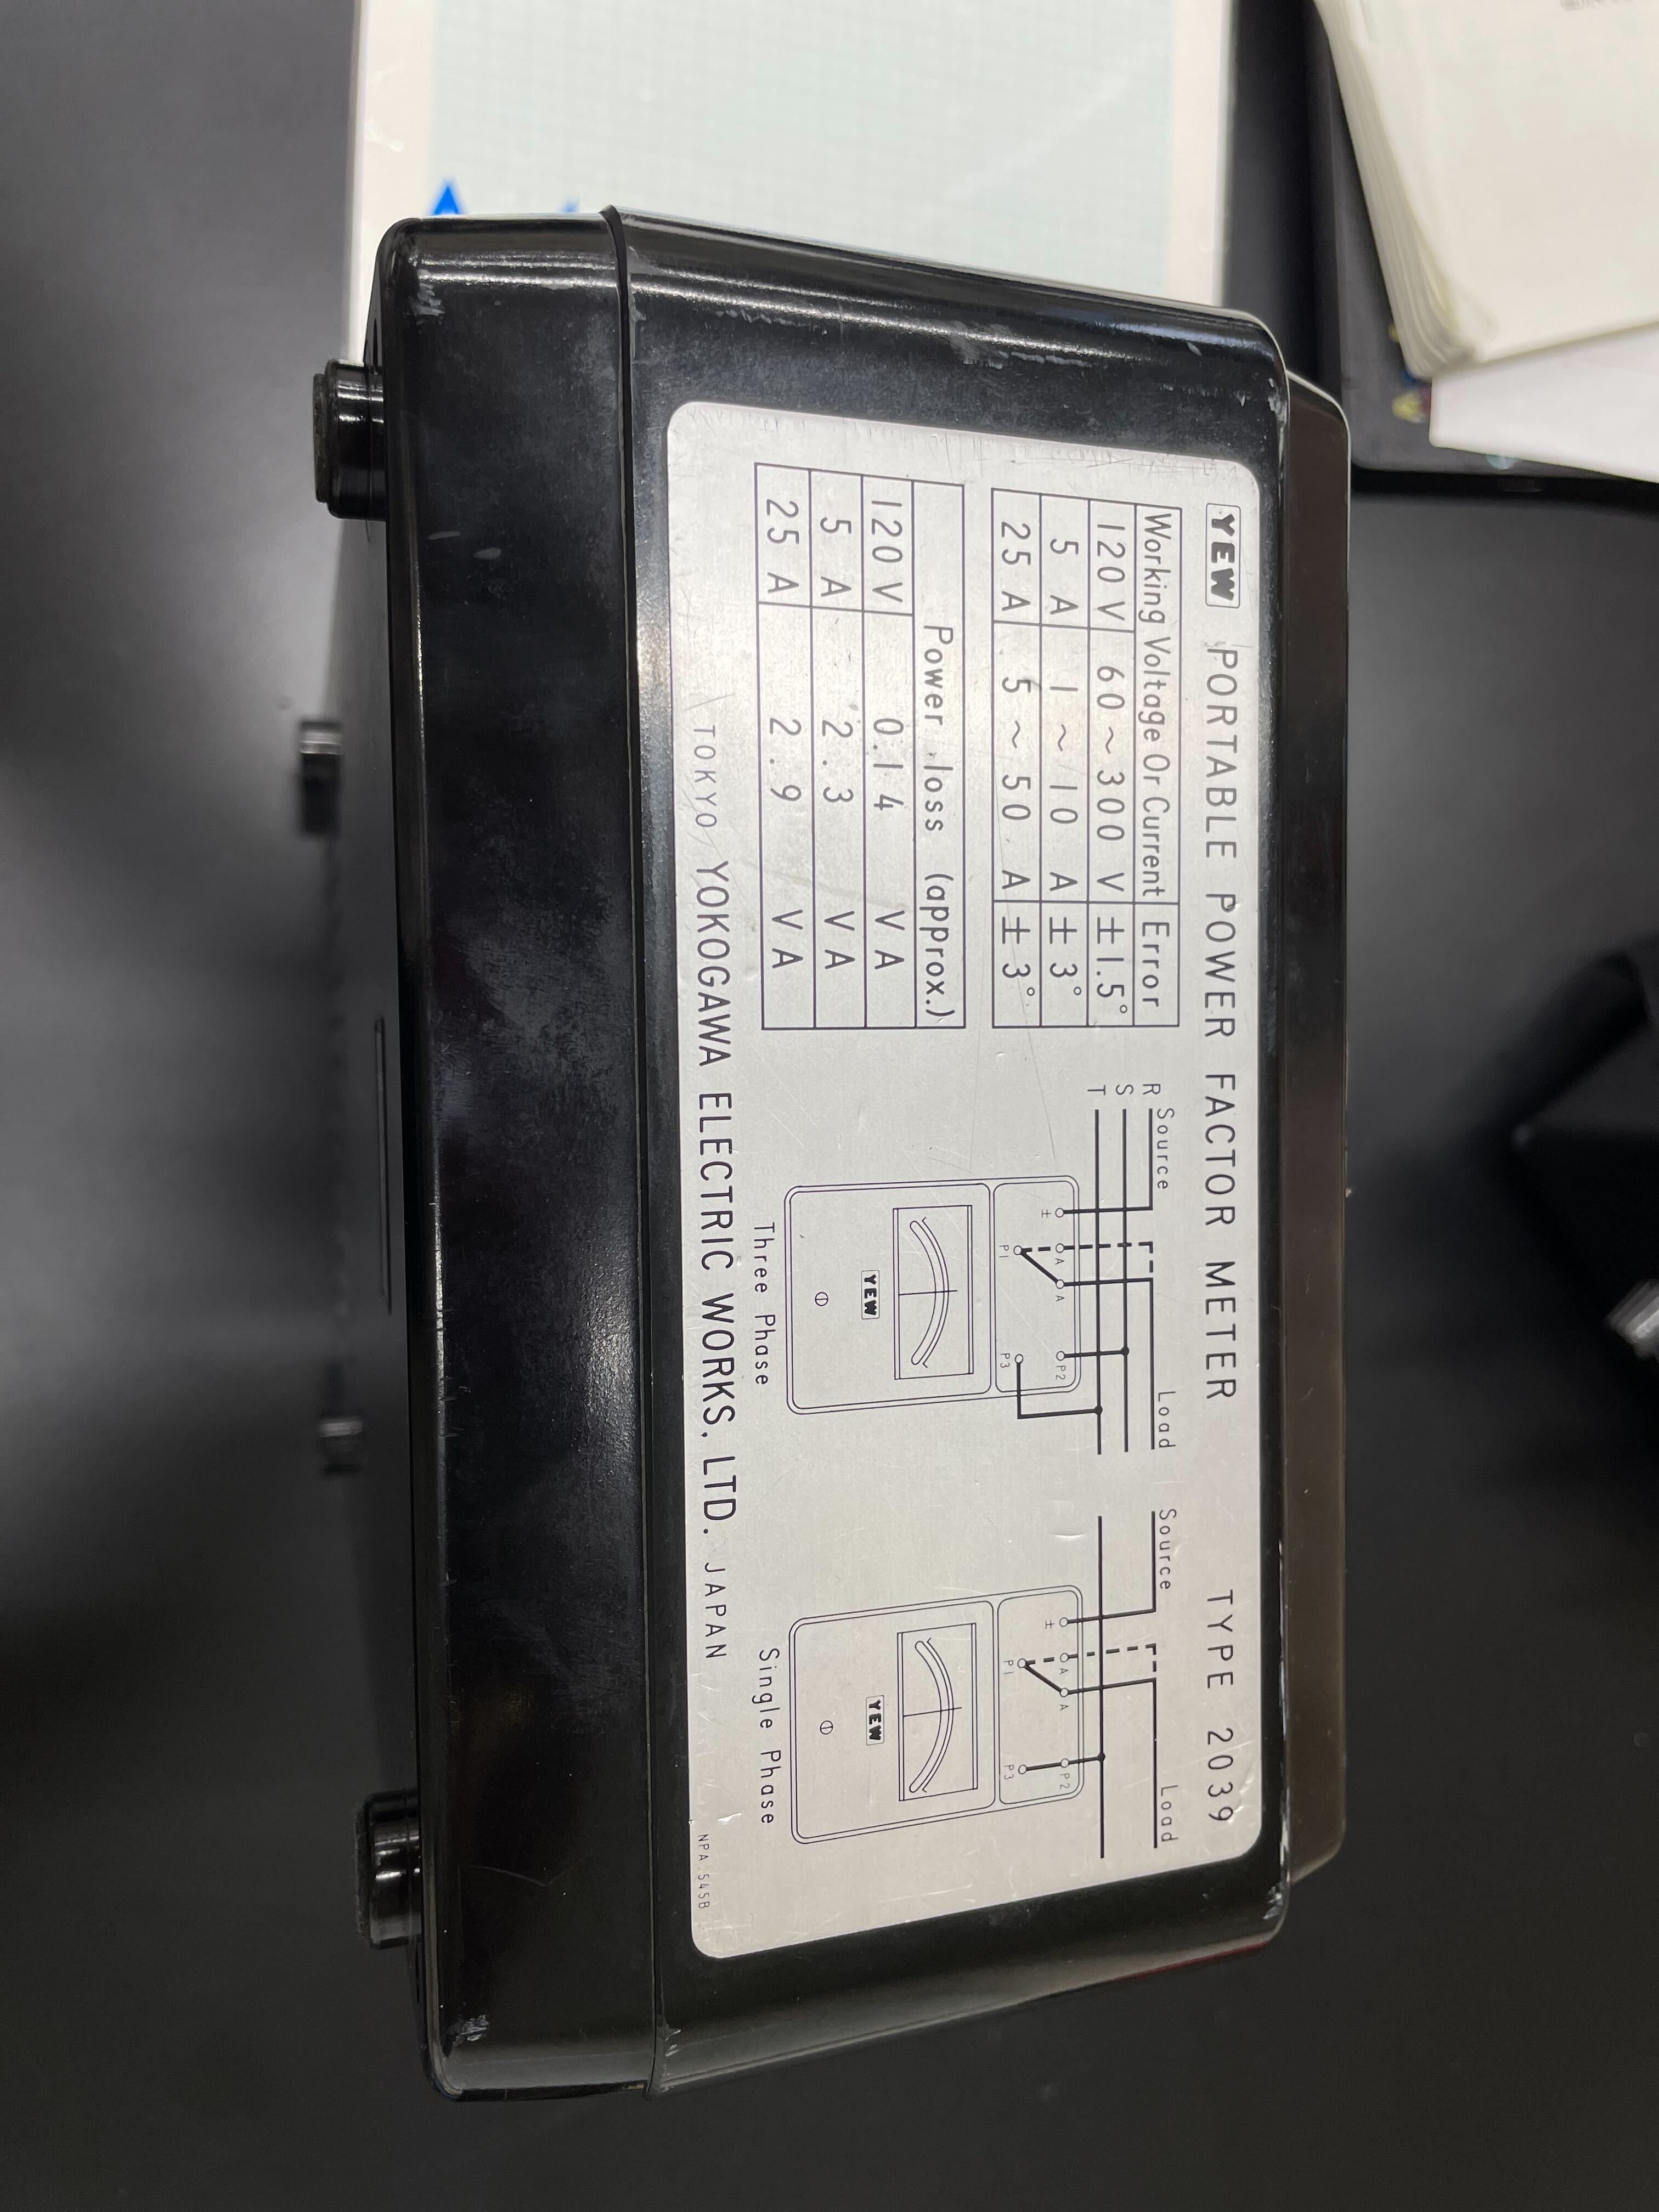 YEW PORTABLE POWER FACTOR METER TYPE 2039
Working Voltage Or Current Error
120 V 60 ~ 300 V ±1.5°
5 A 1 ~ 10 A ± 3°
25 A 5 ~ 50 A ± 3°
Power loss (approx.)
120 V 0.14 VA
5 A 2.3 VA
25 A 2.9 VA
Source Load
R
S
T
± A A P2
P1 P3
YEW
Three Phase
Source Load
± A A P2
P1 P3
YEW
Single Phase
TOKYO YOKOGAWA ELECTRIC WORKS, LTD. JAPAN
NPA 545B